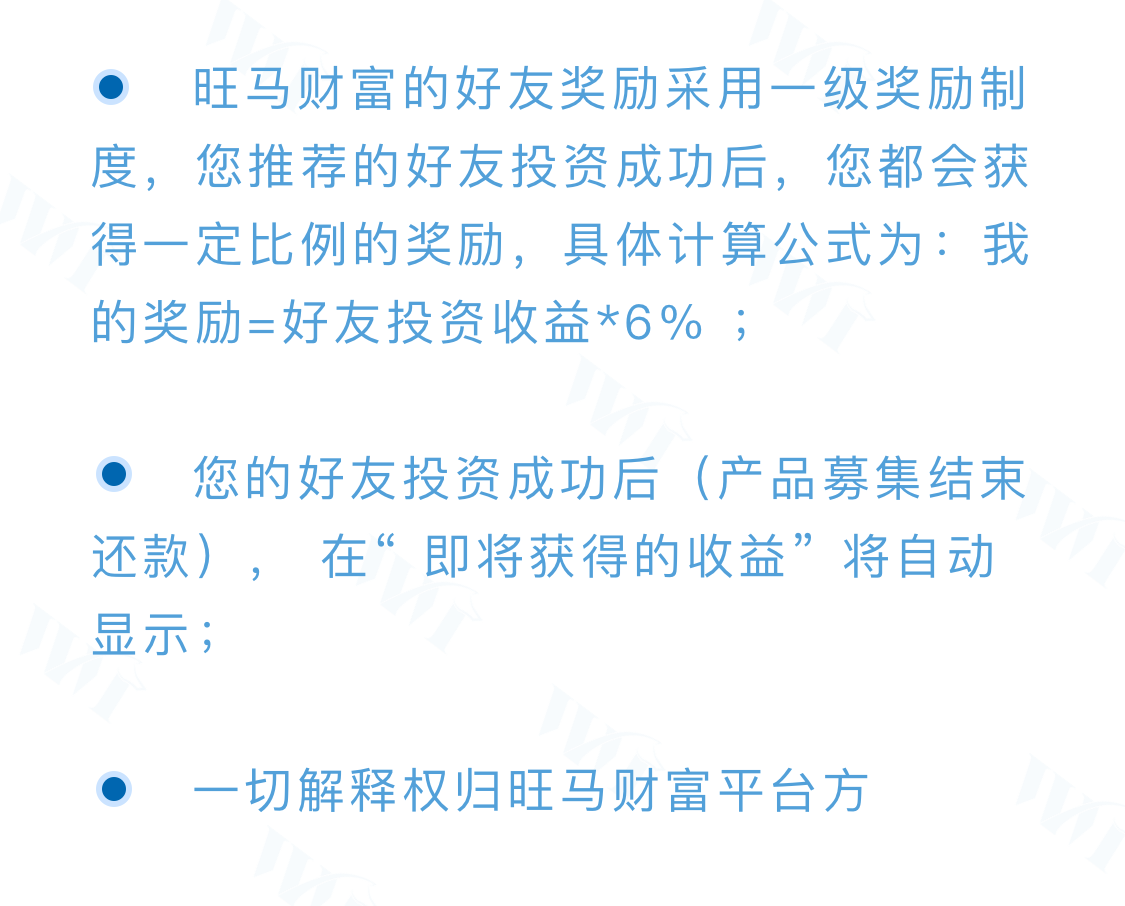 旺马财富的好友奖励采用一级奖励制
度，您推荐的好友投资成功后，您都会获
得一定比例的奖励，具体计算公式为：我
的奖励=好友投资收益*6% ；
您的好友投资成功后（产品募集结束
还款）， 在“ 即将获得的收益”将自动
显示；
一切解释权归旺马财富平台方